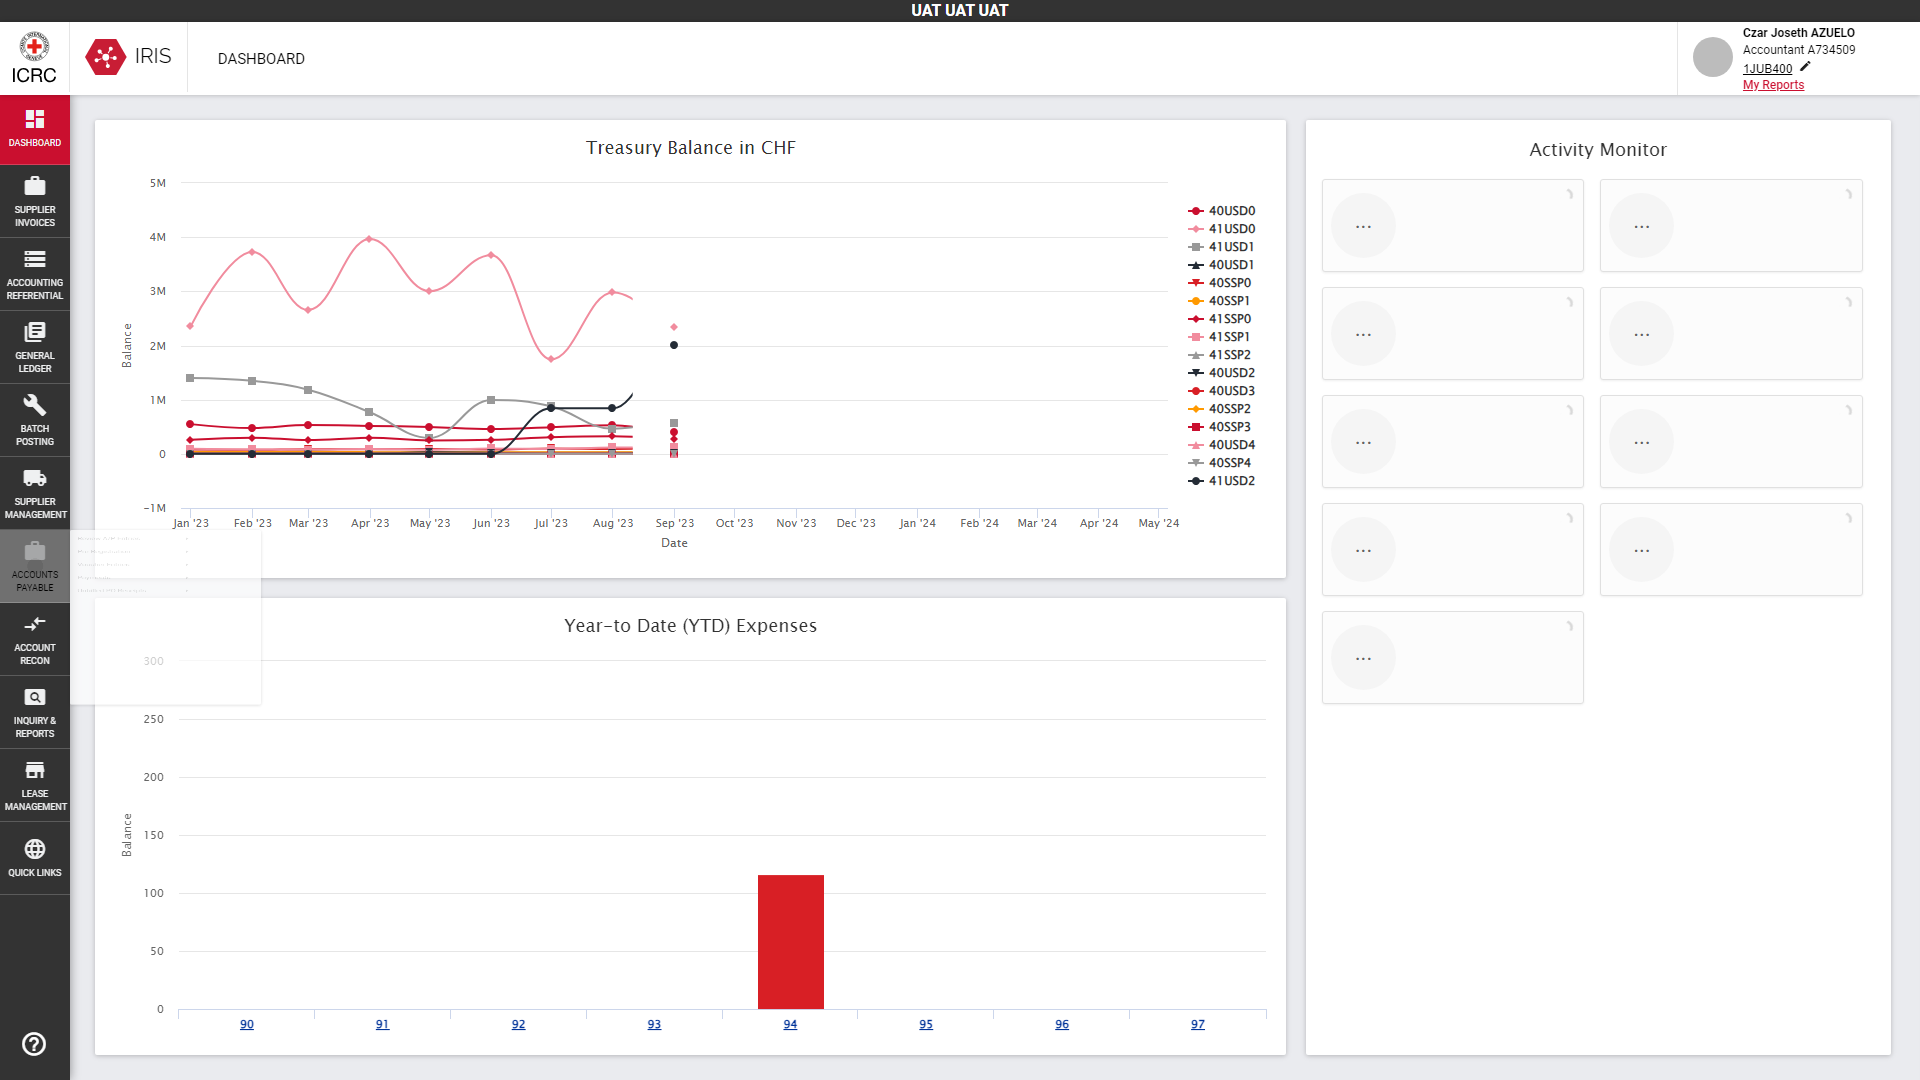 UAT UAT UAT
ICRC
IRIS
DASHBOARD
Czar Joseth AZUELO
Accountant A734509
1JUB400
My Reports
DASHBOARD
SUPPLIER
INVOICES
ACCOUNTING
REFERENTIAL
GENERAL
LEDGER
BATCH
POSTING
SUPPLIER
MANAGEMENT
ACCOUNTS
PAYABLE
ACCOUNT
RECON
INQUIRY &
REPORTS
LEASE
MANAGEMENT
QUICK LINKS
Treasury Balance in CHF
Balance
5M
4M
3M
2M
1M
0
-1M
Jan '23 Feb '23 Mar '23 Apr '23 May '23 Jun '23 Jul '23 Aug '23 Sep '23 Oct '23 Nov '23 Dec '23 Jan '24 Feb '24 Mar '24 Apr '24 May '24
Date
40USD0
41USD0
41USD1
40USD1
40SSP0
40SSP1
41SSP0
41SSP1
41SSP2
40USD2
40USD3
40SSP2
40SSP3
40USD4
40SSP4
41USD2
Year-to Date (YTD) Expenses
Balance
300
250
200
150
100
50
0
90 91 92 93 94 95 96 97
Activity Monitor
... ...
... ...
... ...
... ...
...